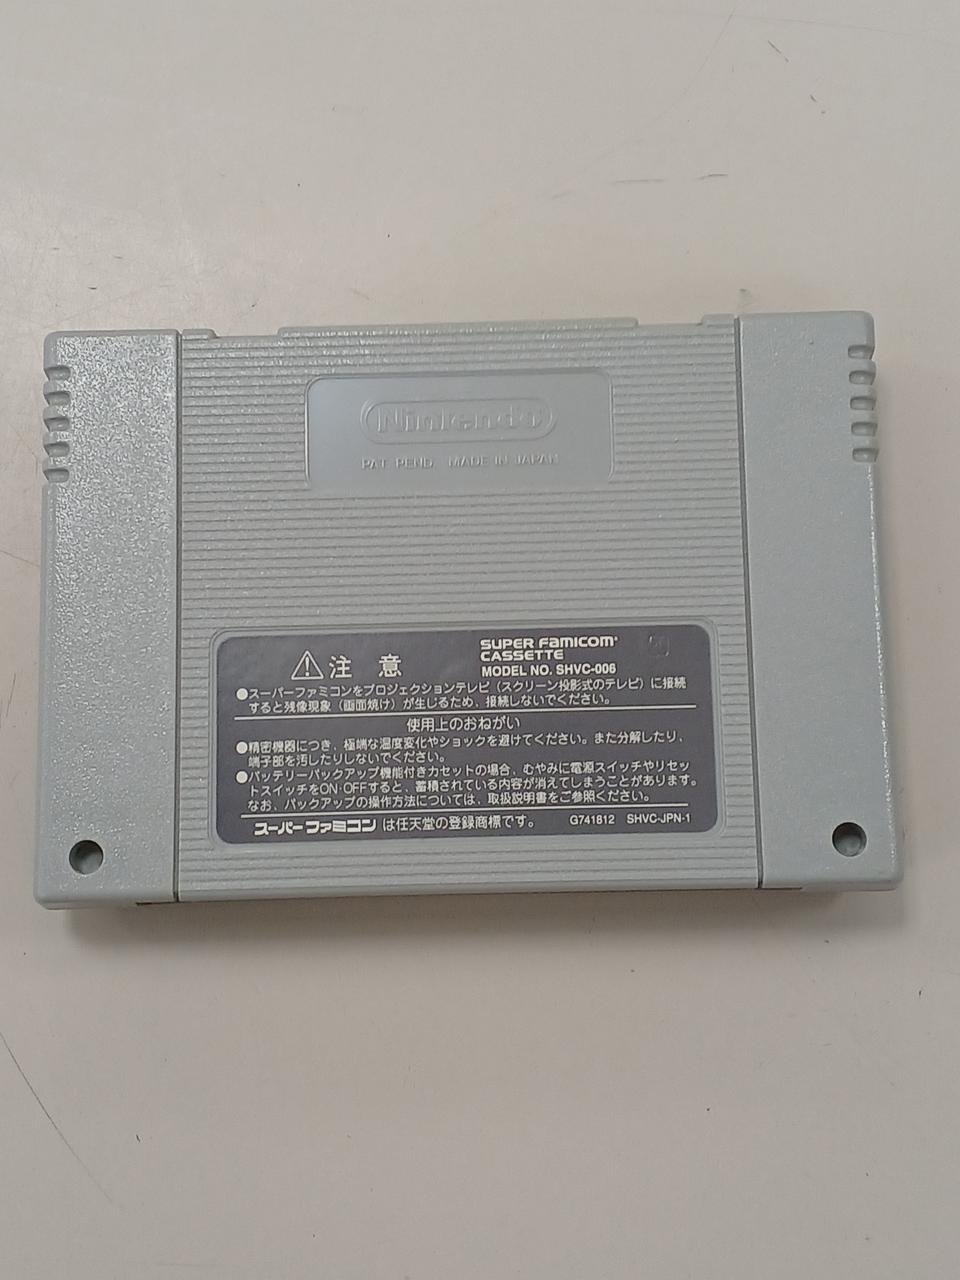 Nintendo
PAT. PEND. MADE IN JAPAN
⚠注意
SUPER FAMICOM
CASSETTE
MODEL NO. SHVC-006
●スーパーファミコンをプロジェクションテレビ（スクリーン投影式のテレビ）に接続
すると残像現象（画面焼け）が生じるため、接続しないでください。
使用上のおねがい
●精密機器につき、極端な温度変化やショックを避けてください。また分解したり、
端子部を汚したりしないでください。
●バッテリーバックアップ機能付きカセットの場合、むやみに電源スイッチやリセッ
トスイッチをON・OFFすると、蓄積されている内容が消えてしまうことがあります。
なお、バックアップの操作方法については、取扱説明書をご参照ください。
スーパーファミコンは任天堂の登録商標です。
G741812 SHVC-JPN-1